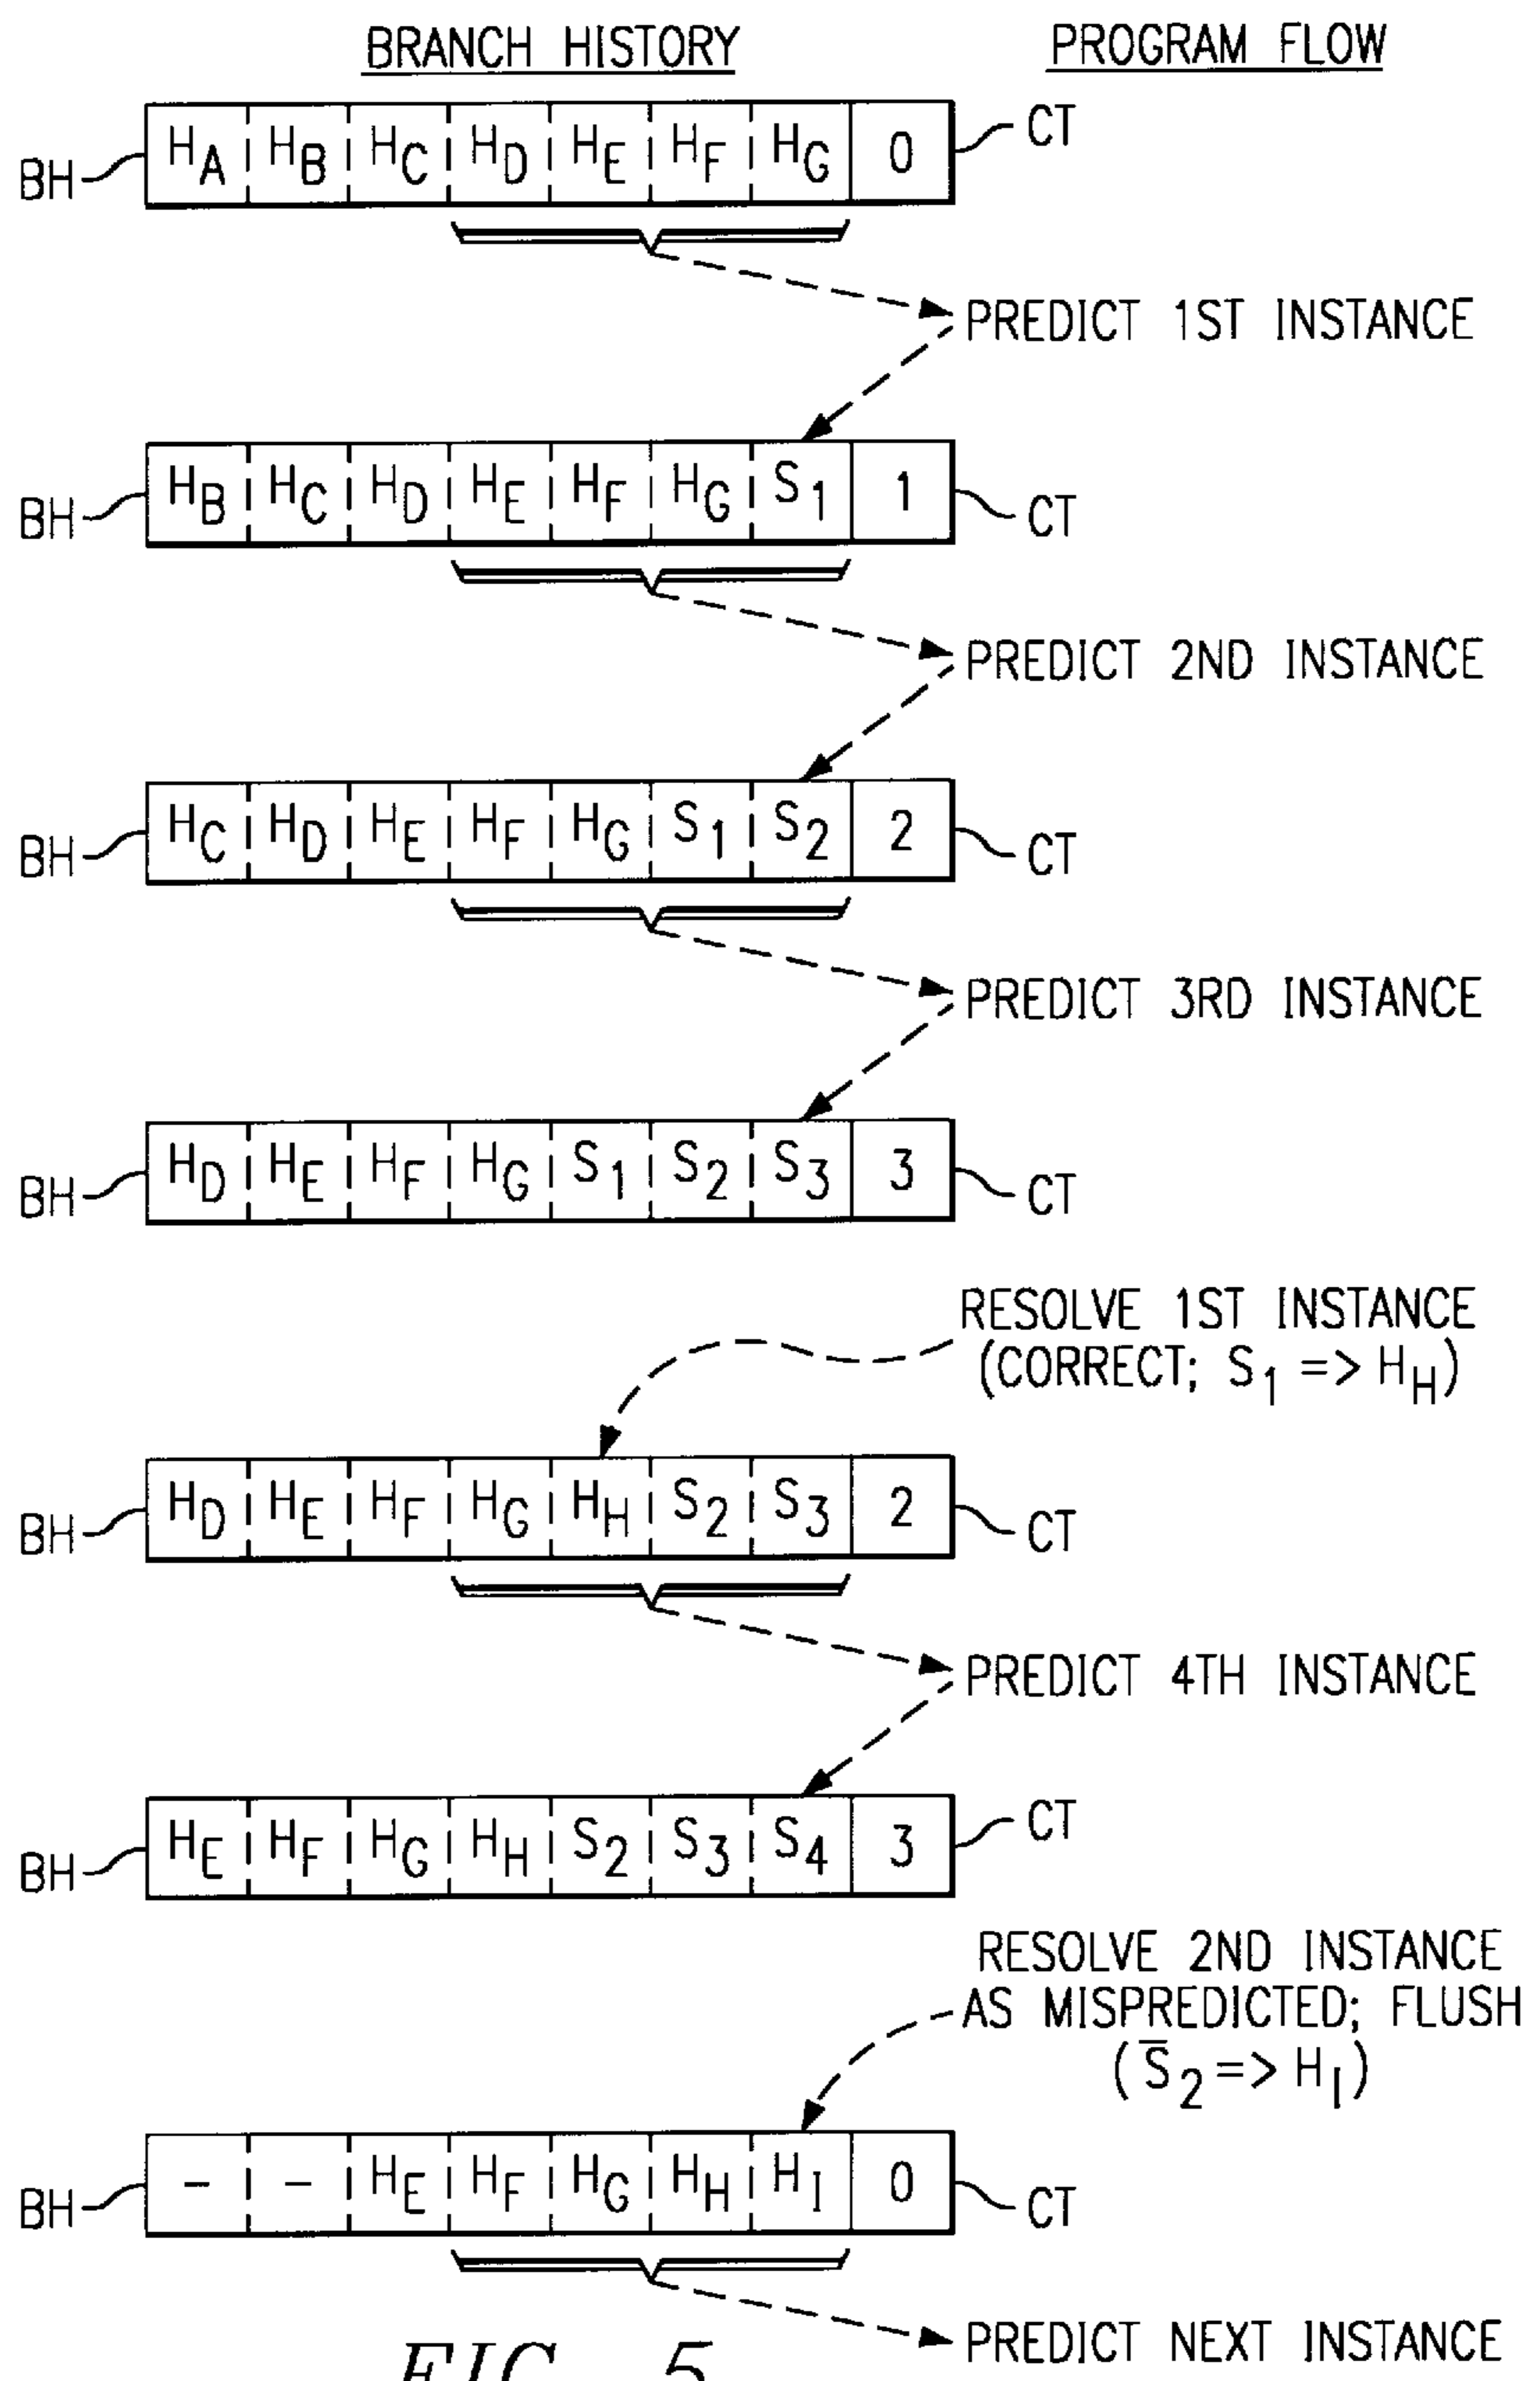 BRANCH HISTORY PROGRAM FLOW
BH H_A H_B H_C H_D H_E H_F H_G 0 CT
PREDICT 1ST INSTANCE
BH H_B H_C H_D H_E H_F H_G S_1 1 CT
PREDICT 2ND INSTANCE
BH H_C H_D H_E H_F H_G S_1 S_2 2 CT
PREDICT 3RD INSTANCE
BH H_D H_E H_F H_G S_1 S_2 S_3 3 CT
RESOLVE 1ST INSTANCE
(CORRECT; S_1 => H_H)
BH H_D H_E H_F H_G H_H S_2 S_3 2 CT
PREDICT 4TH INSTANCE
BH H_E H_F H_G H_H S_2 S_3 S_4 3 CT
RESOLVE 2ND INSTANCE
AS MISPREDICTED; FLUSH
(S̅_2 => H_I)
BH - - H_E H_F H_G H_H H_I 0 CT
PREDICT NEXT INSTANCE
FIG. 5